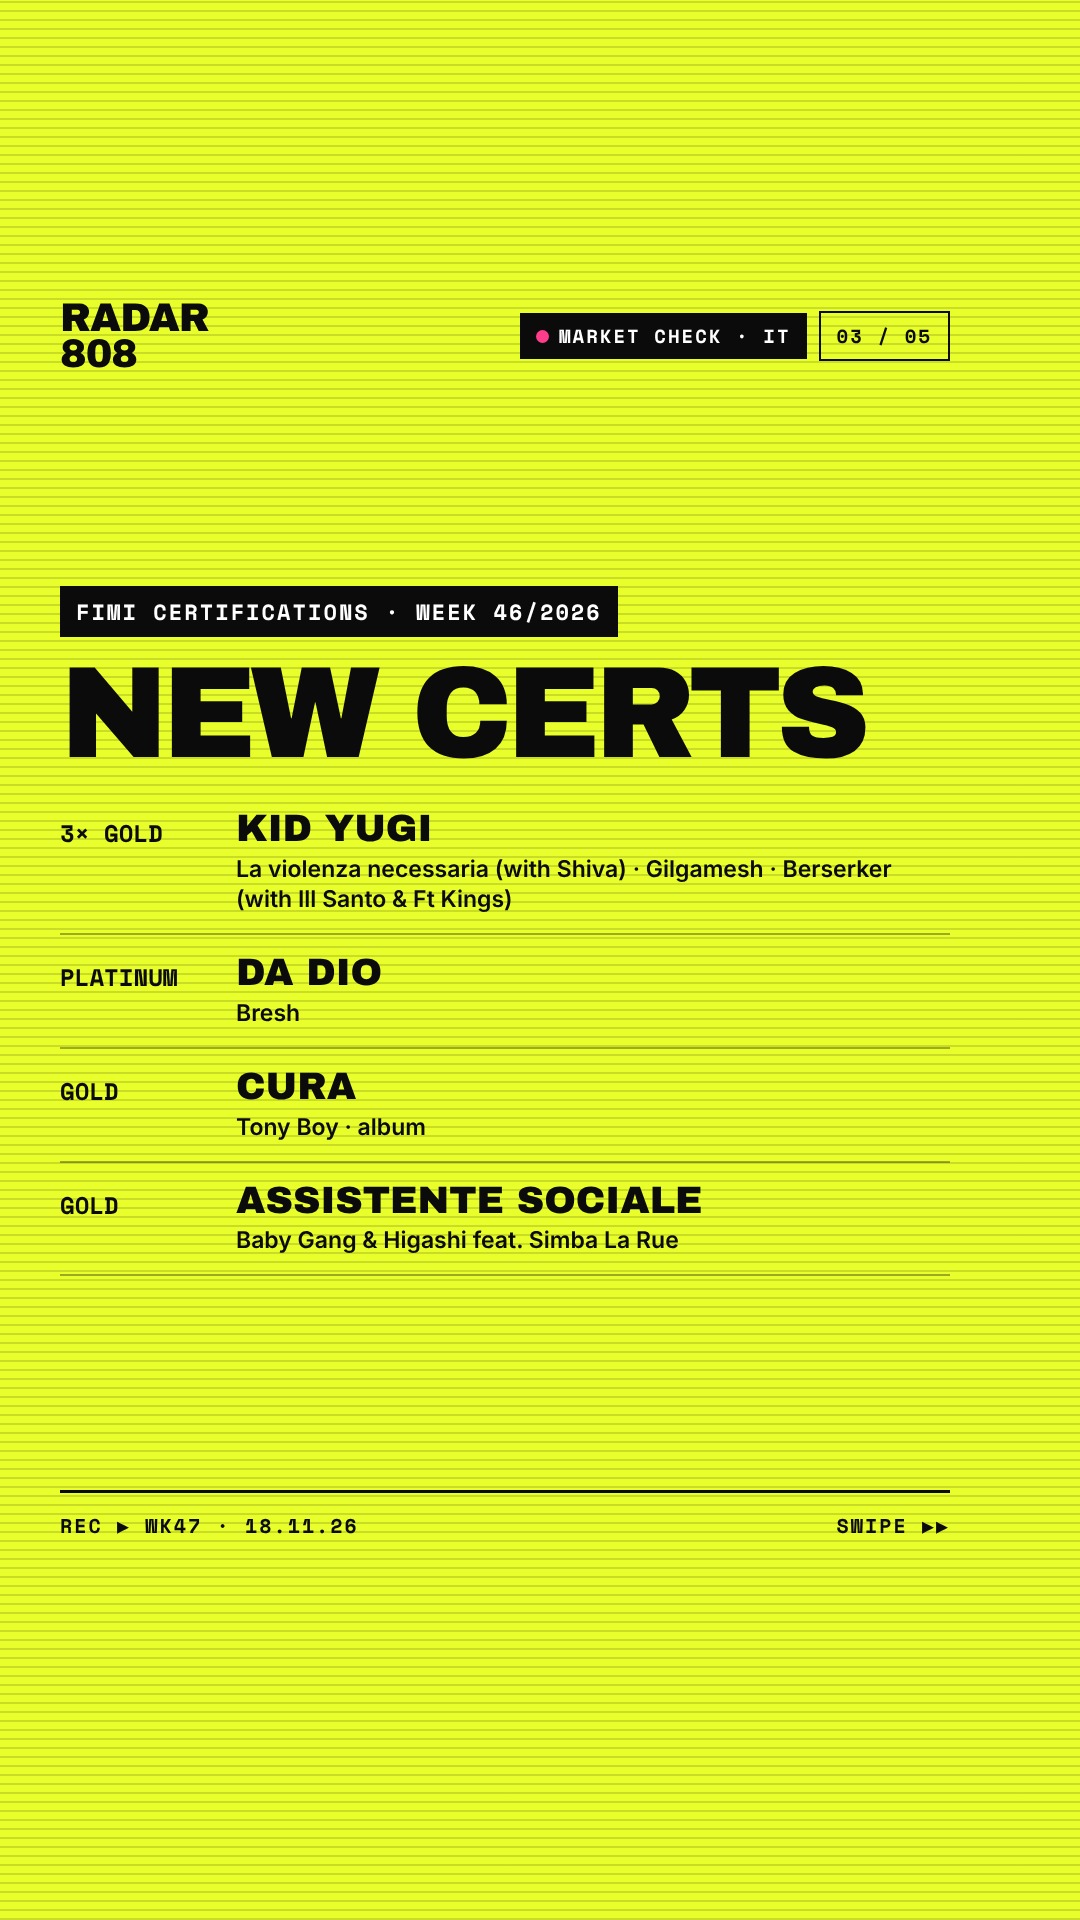 RADAR
808
MARKET CHECK · IT
03 / 05
FIMI CERTIFICATIONS · WEEK 46/2026
NEW CERTS
3× GOLD
KID YUGI
La violenza necessaria (with Shiva) · Gilgamesh · Berserker
(with Ill Santo & Ft Kings)
PLATINUM
DA DIO
Bresh
GOLD
CURA
Tony Boy · album
GOLD
ASSISTENTE SOCIALE
Baby Gang & Higashi feat. Simba La Rue
REC ▶ WK47 · 18.11.26
SWIPE ▶▶